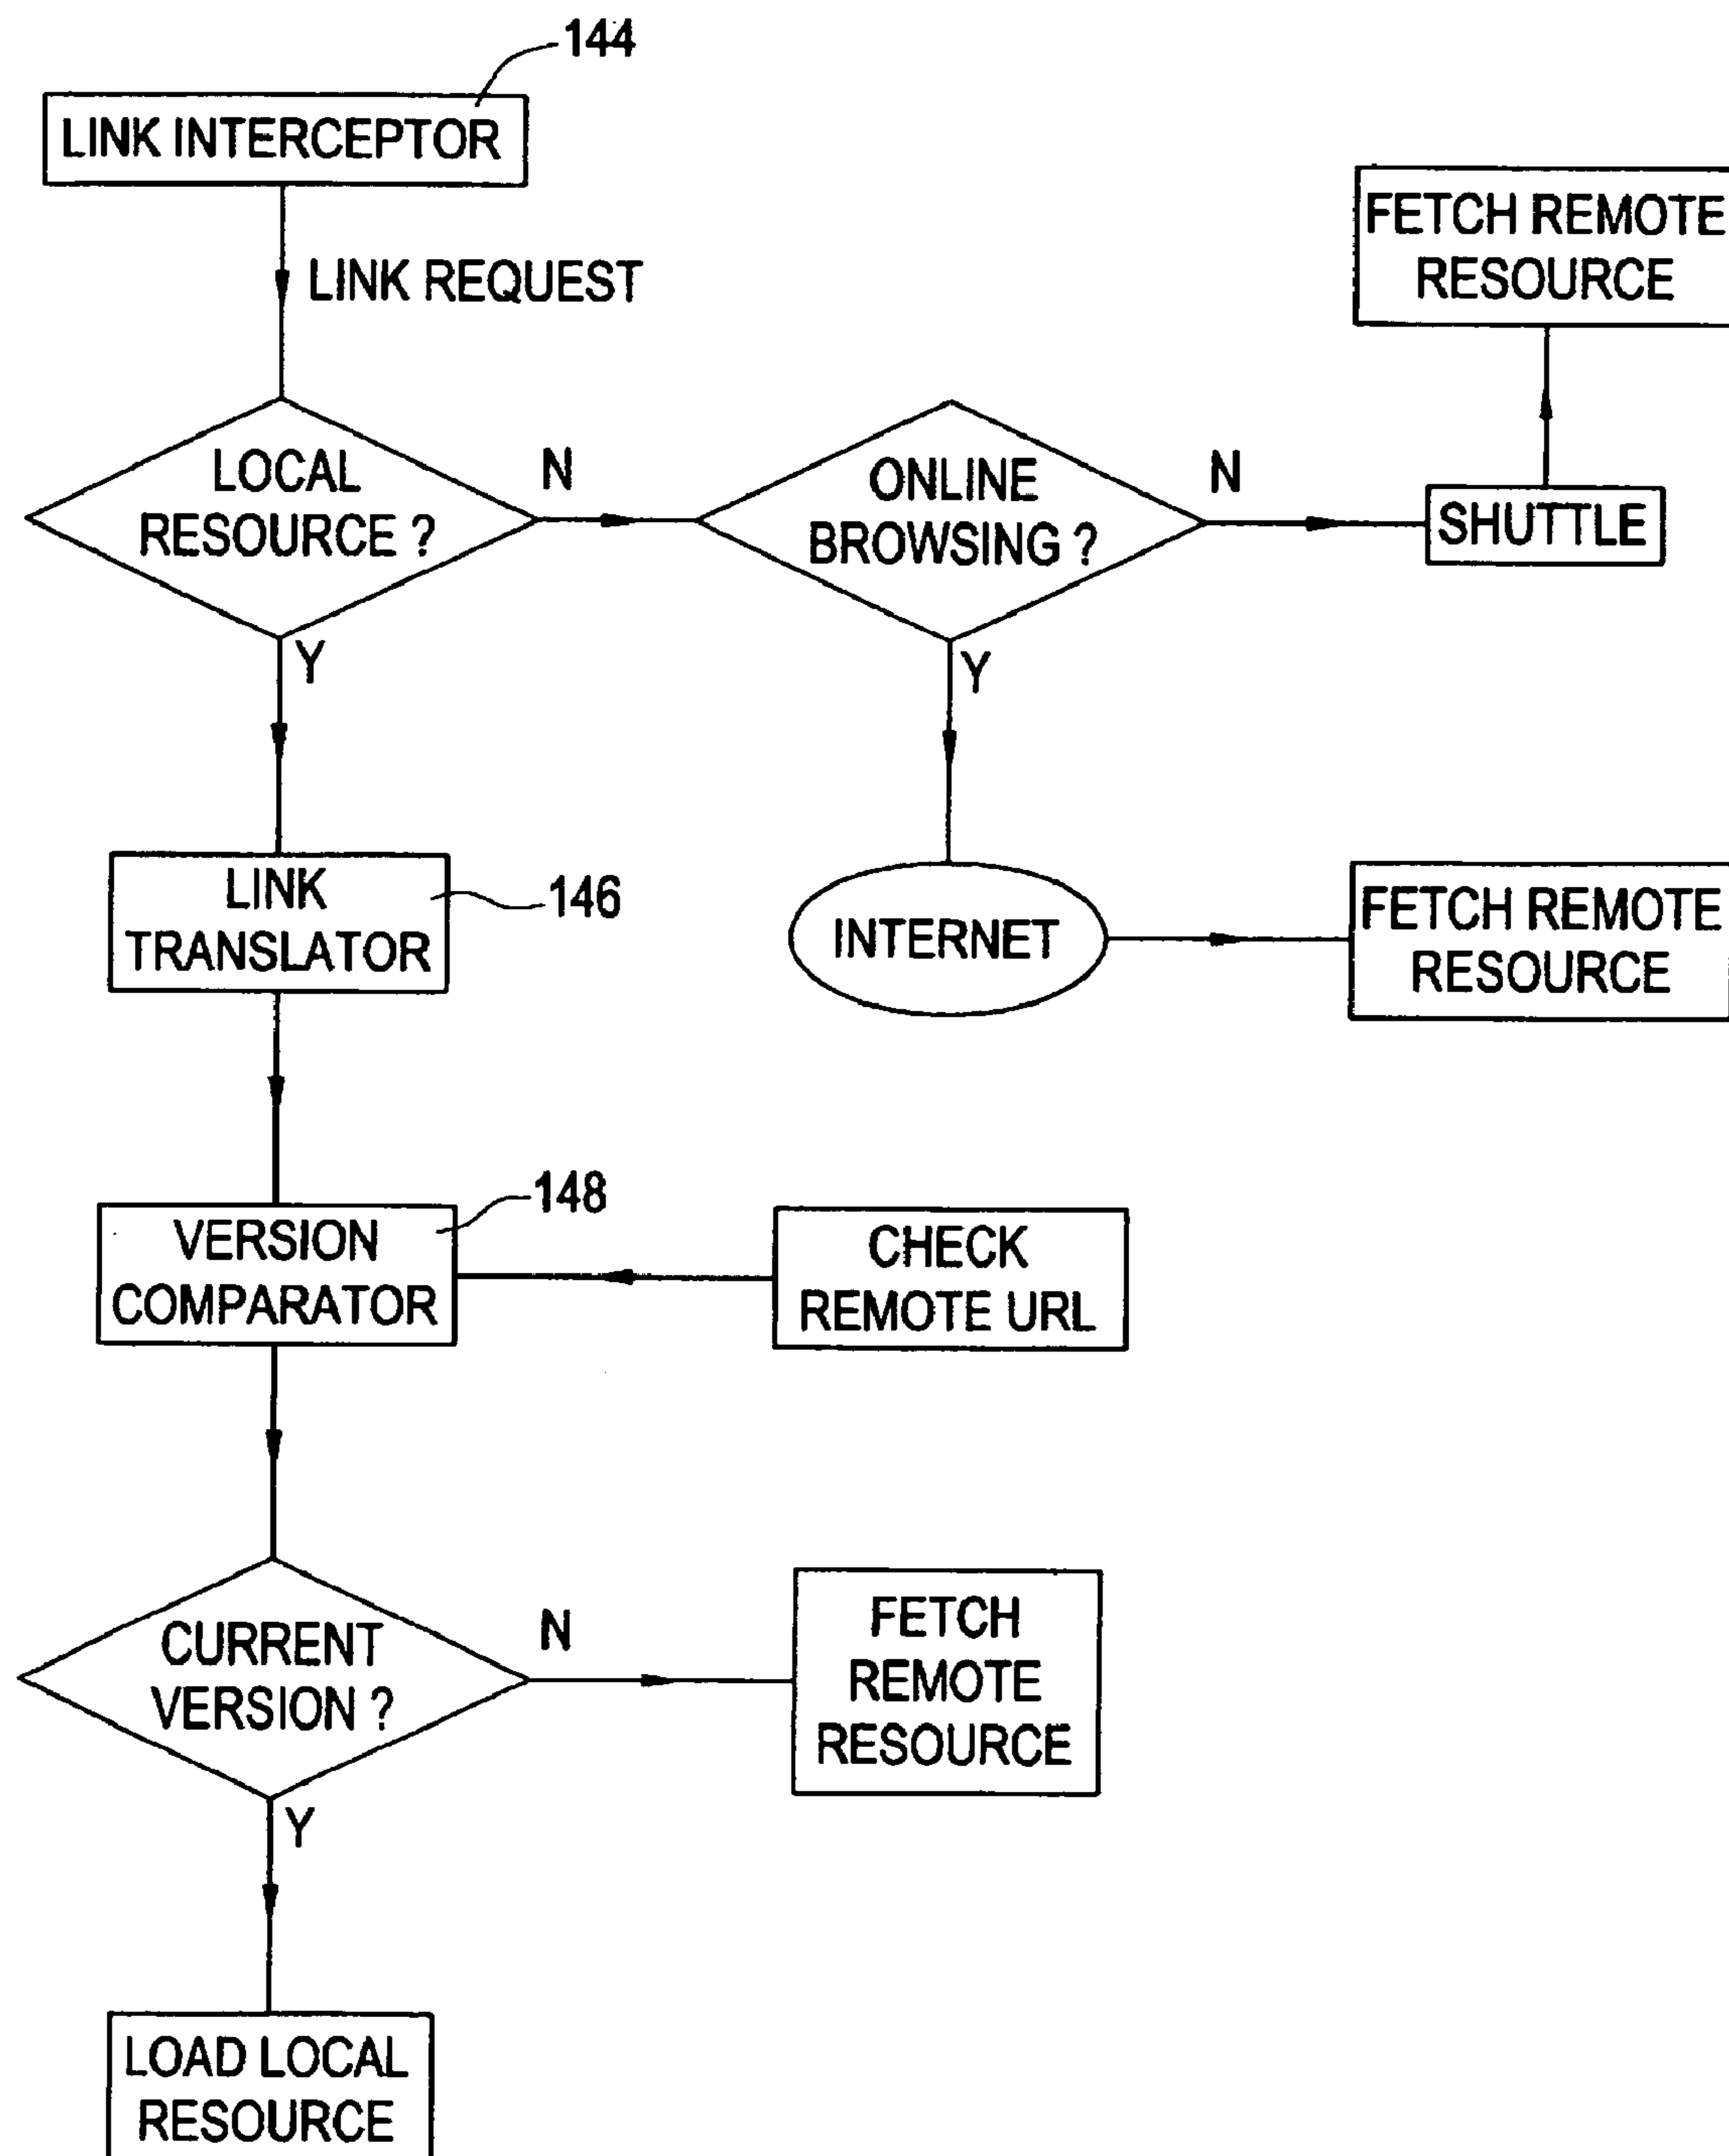 144
LINK INTERCEPTOR
LINK REQUEST
FETCH REMOTE
RESOURCE
LOCAL
RESOURCE ?
N
ONLINE
BROWSING ?
N
SHUTTLE
Y
Y
LINK
TRANSLATOR
146
INTERNET
FETCH REMOTE
RESOURCE
148
VERSION
COMPARATOR
CHECK
REMOTE URL
CURRENT
VERSION ?
N
FETCH
REMOTE
RESOURCE
Y
LOAD LOCAL
RESOURCE